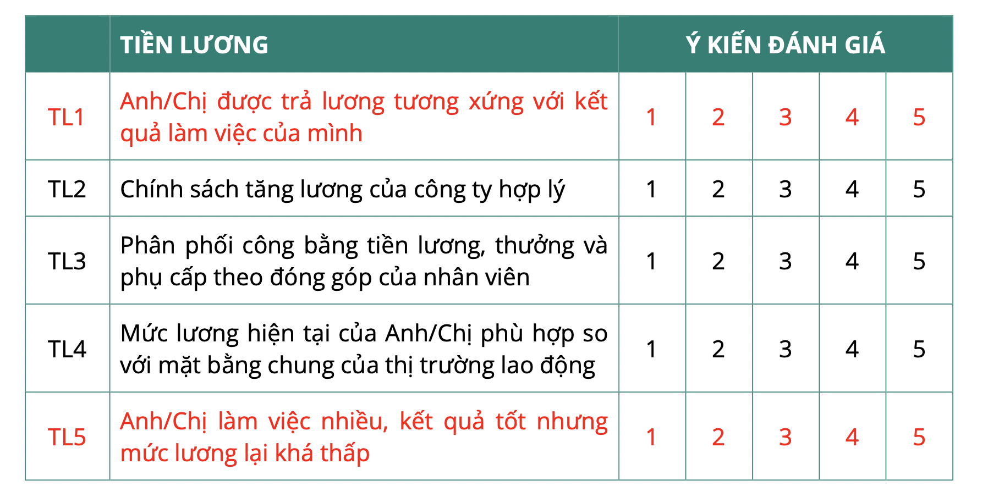 TIỀN LƯƠNG Ý KIẾN ĐÁNH GIÁ
TL1 Anh/Chị được trả lương tương xứng với kết
quả làm việc của mình 1 2 3 4 5
TL2 Chính sách tăng lương của công ty hợp lý 1 2 3 4 5
TL3 Phân phối công bằng tiền lương, thưởng và
phụ cấp theo đóng góp của nhân viên 1 2 3 4 5
TL4 Mức lương hiện tại của Anh/Chị phù hợp so
với mặt bằng chung của thị trường lao động 1 2 3 4 5
TL5 Anh/Chị làm việc nhiều, kết quả tốt nhưng
mức lương lại khá thấp 1 2 3 4 5